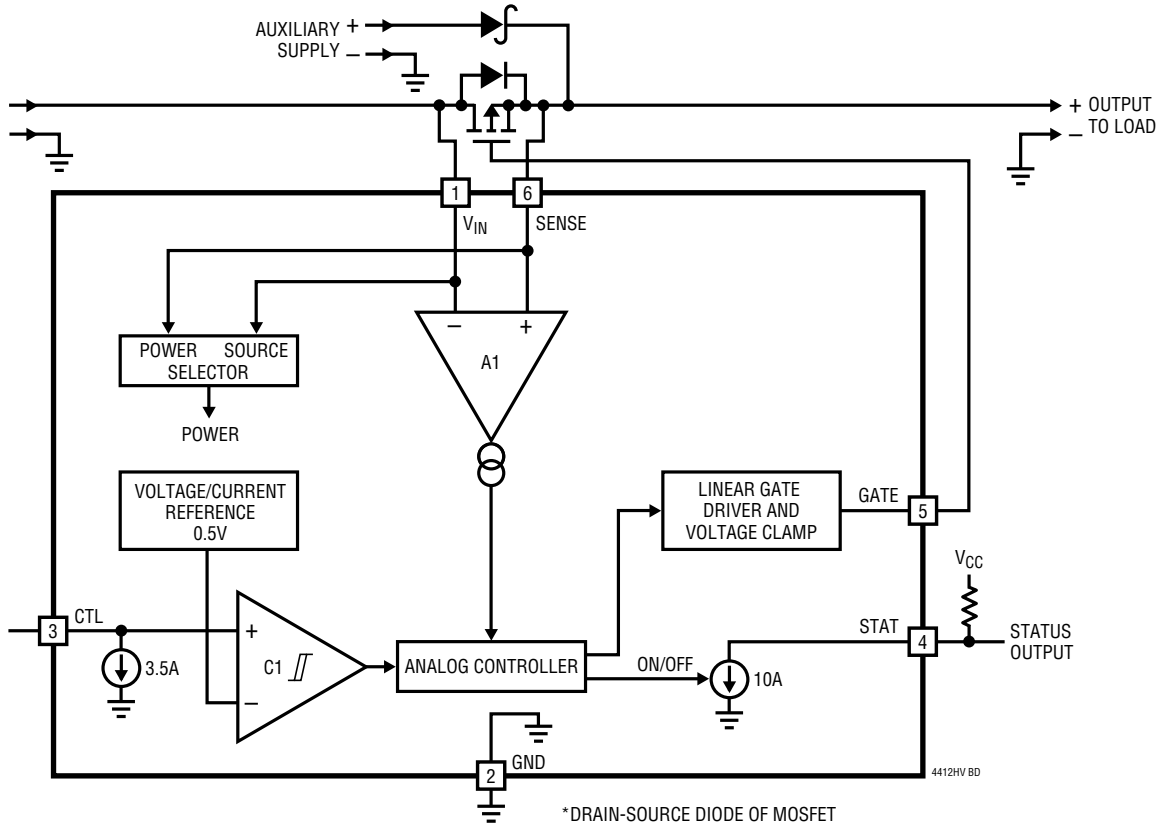 AUXILIARY +
SUPPLY –
+ OUTPUT
– TO LOAD
1
6
VIN
SENSE
– +
A1
POWER SOURCE
SELECTOR
POWER
VOLTAGE/CURRENT
REFERENCE
0.5V
LINEAR GATE
DRIVER AND
VOLTAGE CLAMP
GATE
5
VCC
3
CTL
+
C1
–
3.5A
ANALOG CONTROLLER
ON/OFF
10A
STAT
4
STATUS
OUTPUT
2
GND
4412HV BD
*DRAIN-SOURCE DIODE OF MOSFET